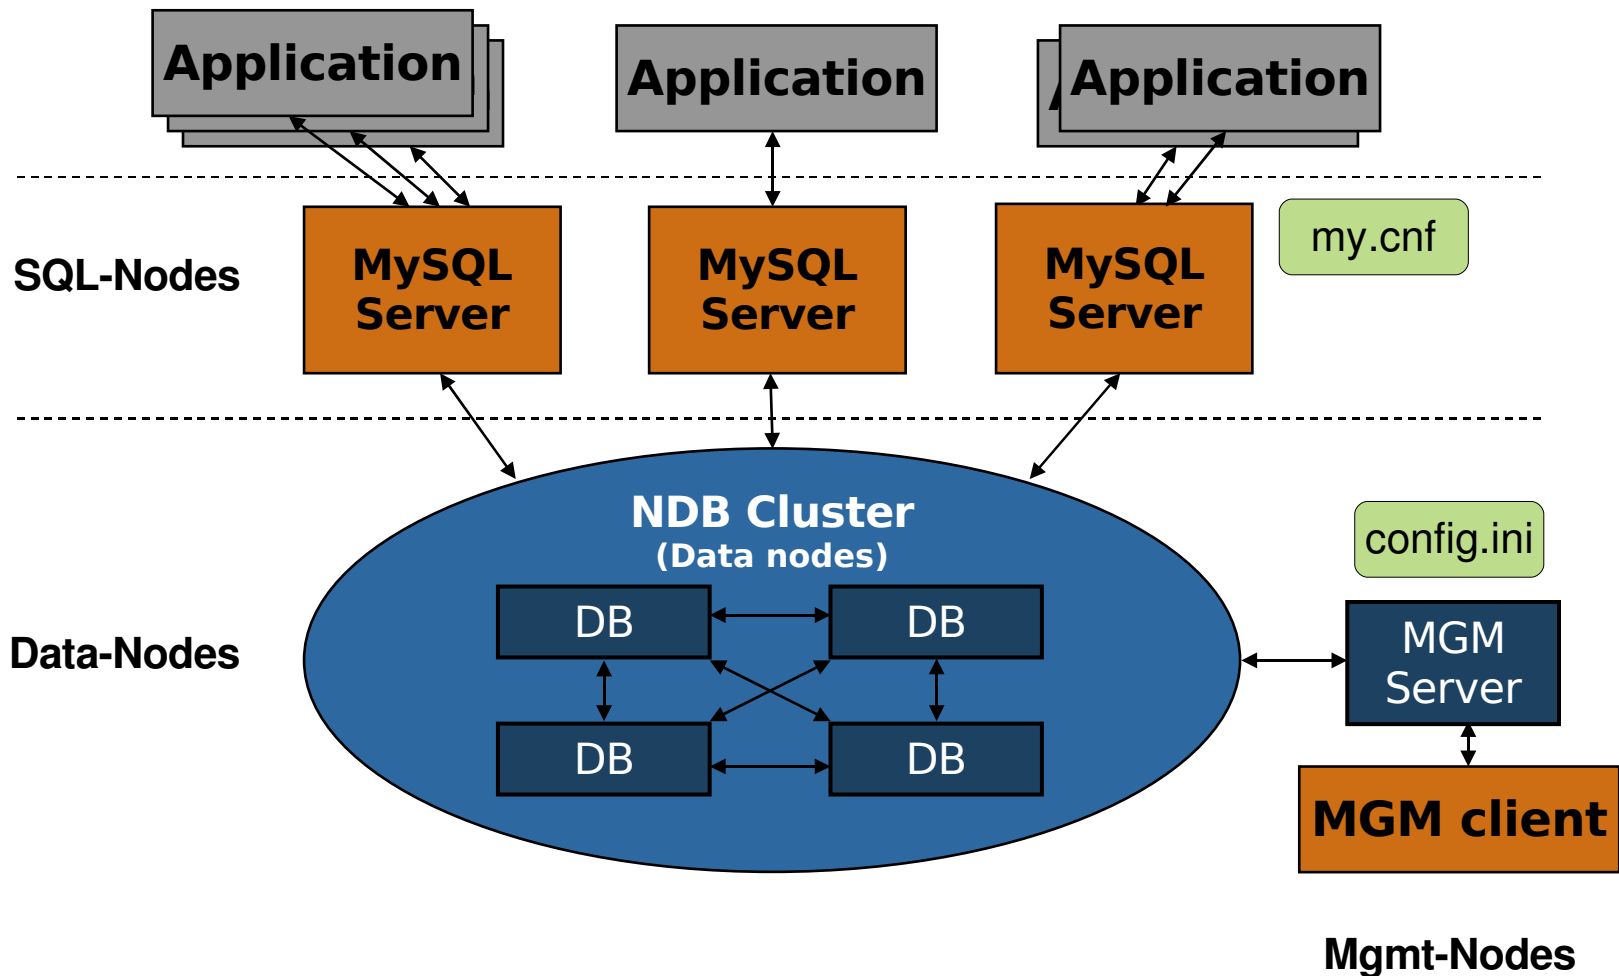 Application
Application
Application
SQL-Nodes
MySQL
Server
MySQL
Server
MySQL
Server
my.cnf
NDB Cluster
(Data nodes)
config.ini
Data-Nodes
DB
DB
DB
DB
MGM
Server
MGM client
Mgmt-Nodes